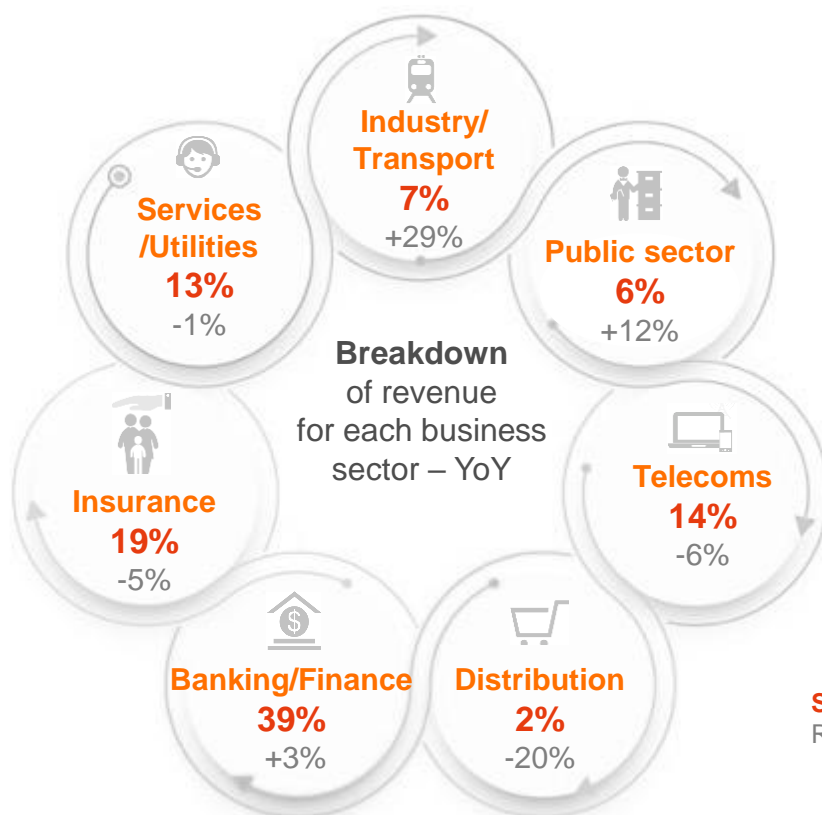 Industry/
Transport
7%
+29%
Public sector
6%
+12%
Telecoms
14%
-6%
Distribution
2%
-20%
Banking/Finance
39%
+3%
Insurance
19%
-5%
Services
/Utilities
13%
-1%
Breakdown
of revenue
for each business
sector – YoY